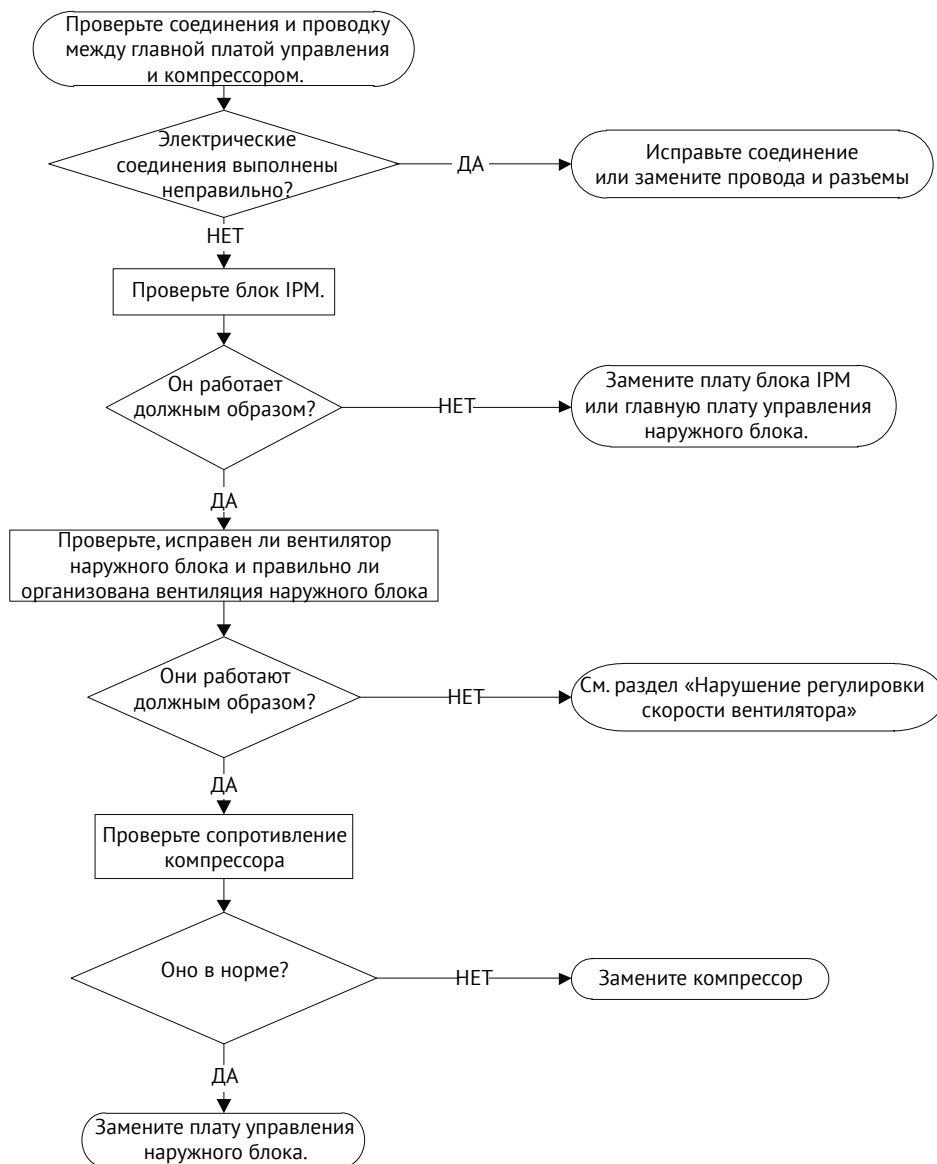 Проверьте соединения и проводку
между главной платой управления
и компрессором.
Электрические
соединения выполнены
неправильно?
ДА
Исправьте соединение
или замените провода и разъемы
НЕТ
Проверьте блок IPM.
Он работает
должным образом?
НЕТ
Замените плату блока IPM
или главную плату управления
наружного блока.
ДА
Проверьте, исправен ли вентилятор
наружного блока и правильно ли
организована вентиляция наружного блока
Они работают
должным образом?
НЕТ
См. раздел «Нарушение регулировки
скорости вентилятора»
ДА
Проверьте сопротивление
компрессора
Оно в норме?
НЕТ
Замените компрессор
ДА
Замените плату управления
наружного блока.